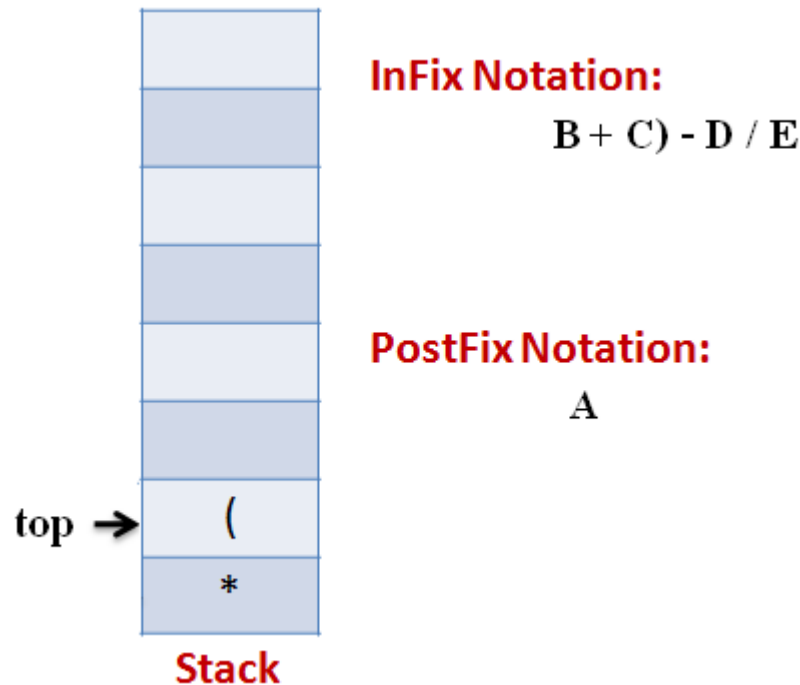 InFix Notation:
B + C) - D / E
PostFix Notation:
A
top
(
*
Stack